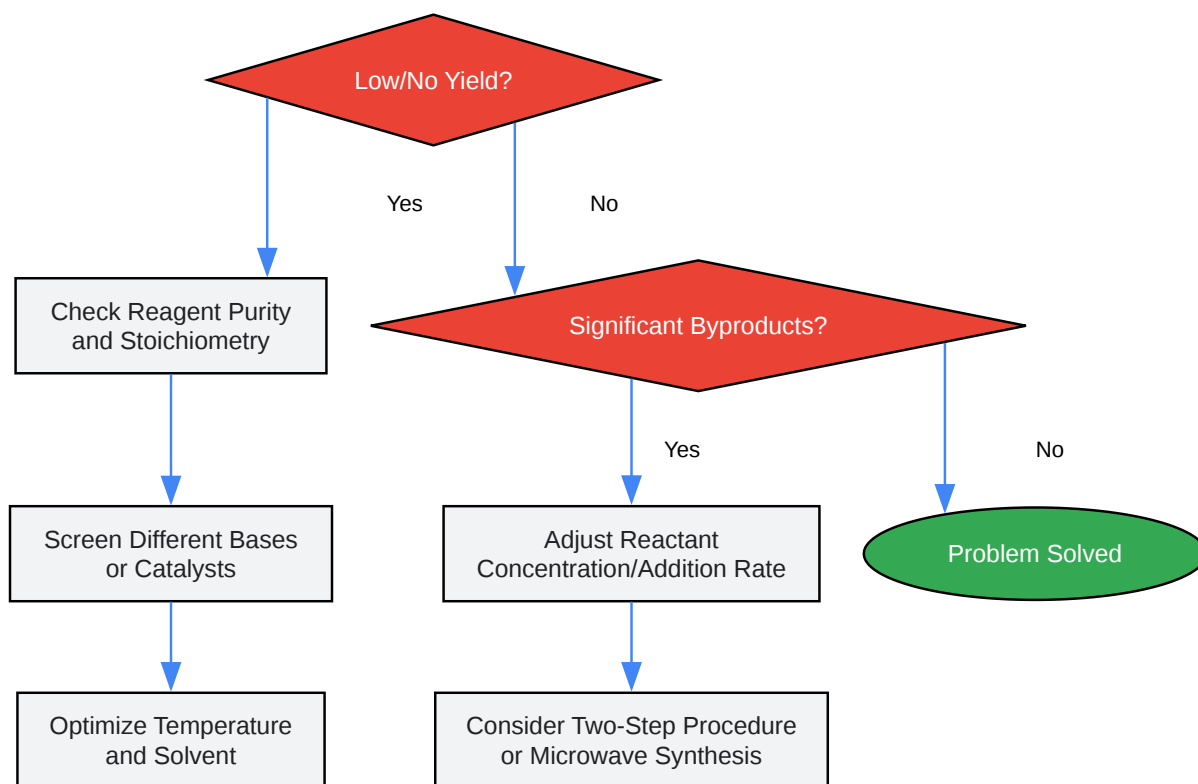 Low/No Yield?
Yes
No
Check Reagent Purity
and Stoichiometry
Significant Byproducts?
Yes
No
Screen Different Bases
or Catalysts
Adjust Reactant
Concentration/Addition Rate
Problem Solved
Optimize Temperature
and Solvent
Consider Two-Step Procedure
or Microwave Synthesis